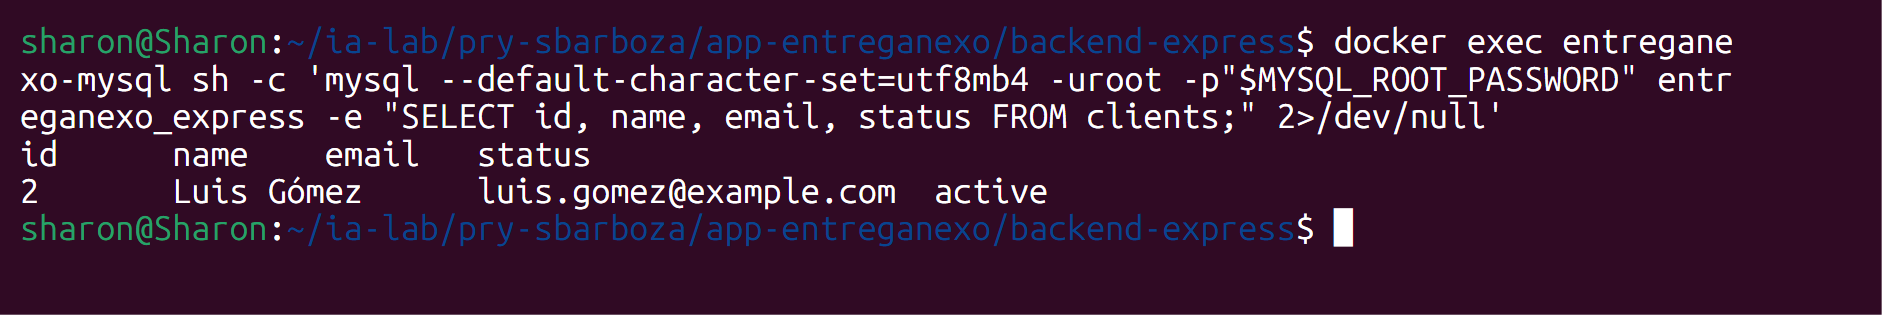 sharon@Sharon:~/ia-lab/pry-sbarboza/app-entreganexo/backend-express$ docker exec entregane
xo-mysql sh -c 'mysql --default-character-set=utf8mb4 -uroot -p"$MYSQL_ROOT_PASSWORD" entr
eganexo_express -e "SELECT id, name, email, status FROM clients;" 2>/dev/null'
id      name    email   status
2       Luis Gómez      luis.gomez@example.com  active
sharon@Sharon:~/ia-lab/pry-sbarboza/app-entreganexo/backend-express$